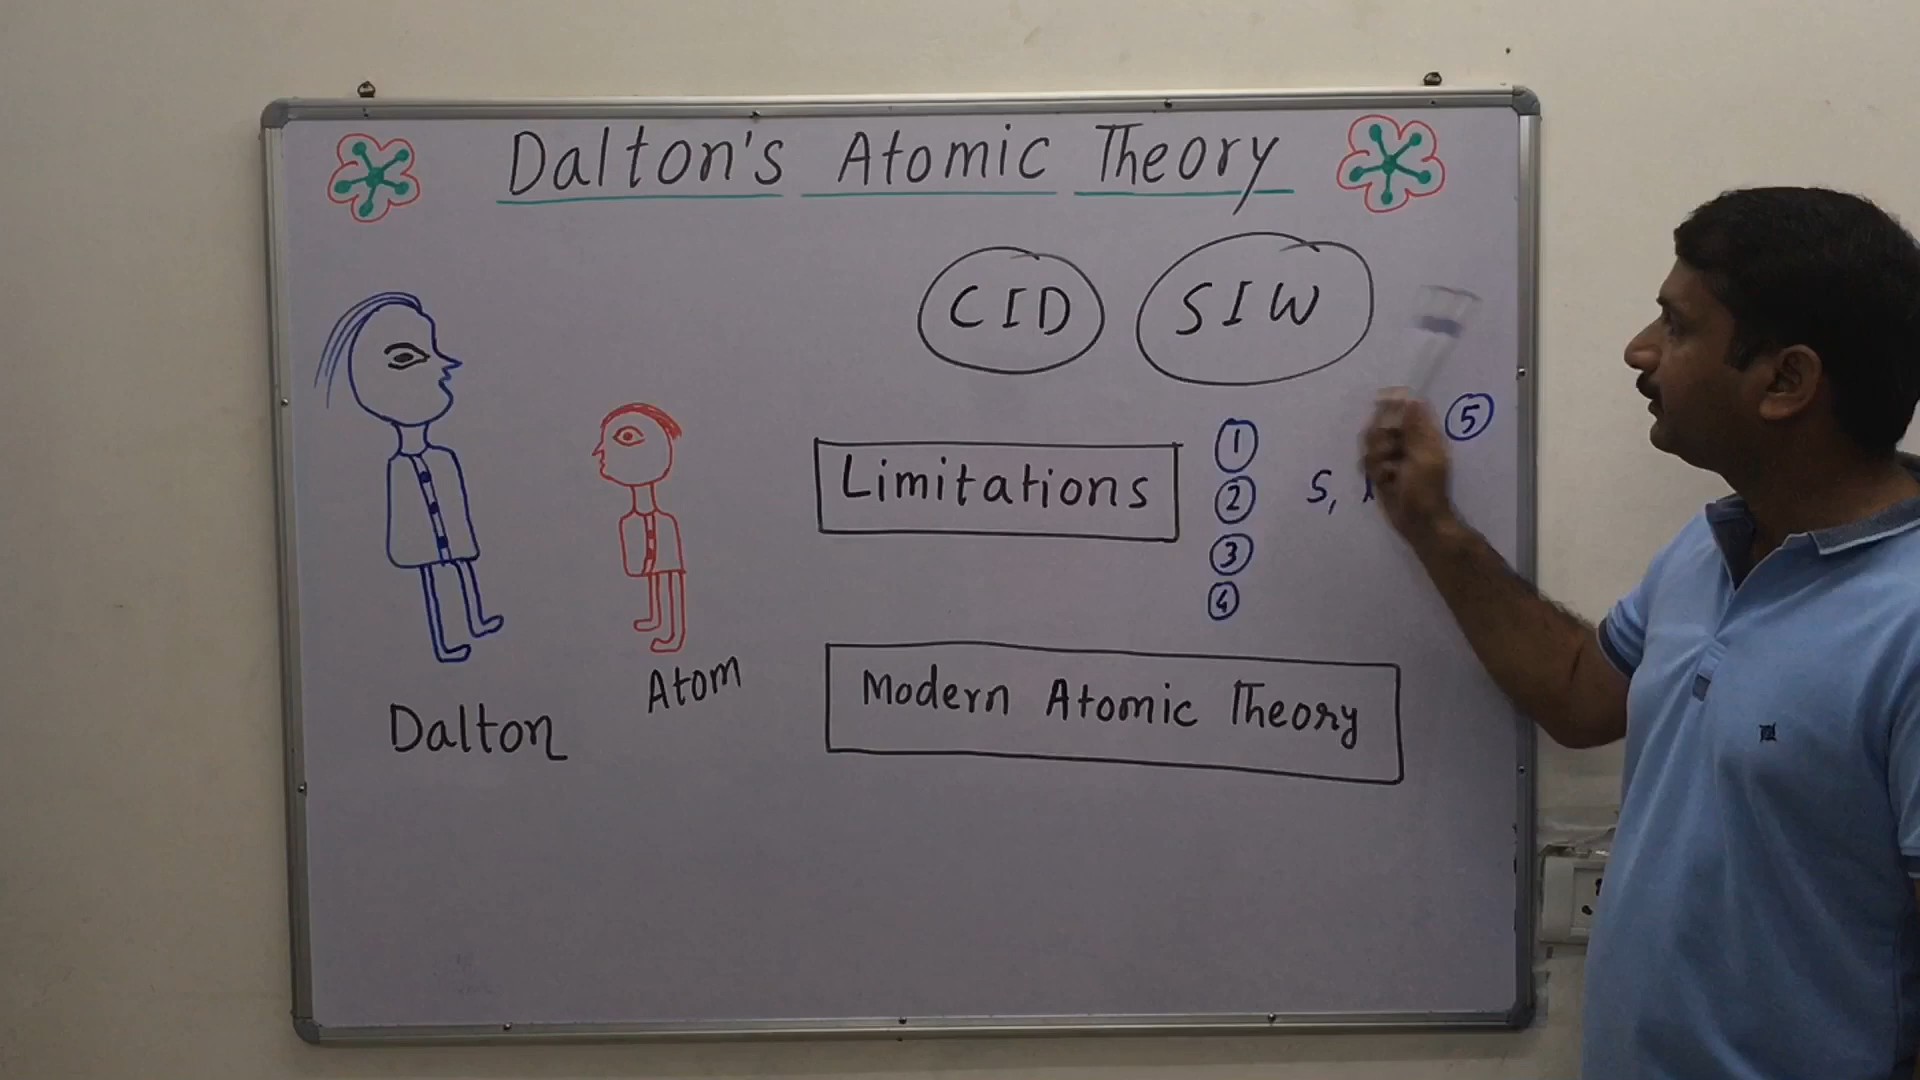 Dalton's Atomic Theory
CID SIW
Limitations
1
2 S,
3
4
5
Modern Atomic Theory
Atom
Dalton